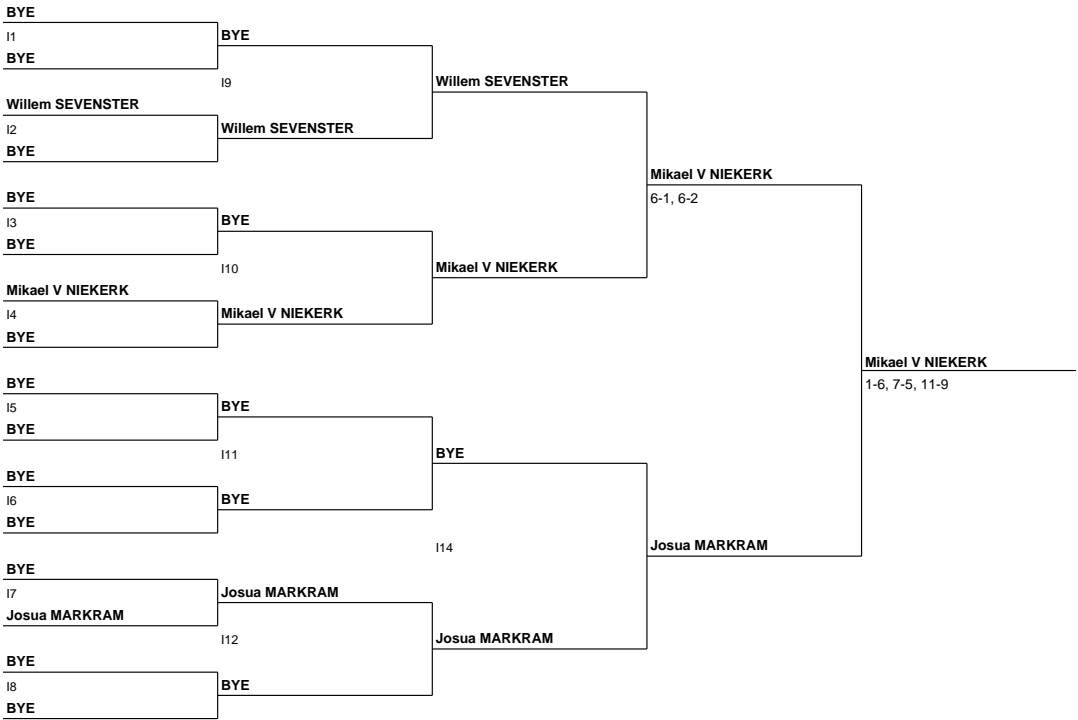 BYE
I1
BYE
BYE
I9
Willem SEVENSTER
Willem SEVENSTER
I2
Willem SEVENSTER
BYE
Mikael V NIEKERK
6-1, 6-2
BYE
I3
BYE
BYE
I10
Mikael V NIEKERK
Mikael V NIEKERK
I4
Mikael V NIEKERK
BYE
Mikael V NIEKERK
1-6, 7-5, 11-9
BYE
I5
BYE
BYE
I11
BYE
BYE
I6
BYE
BYE
I14
Josua MARKRAM
BYE
I7
Josua MARKRAM
Josua MARKRAM
I12
Josua MARKRAM
BYE
I8
BYE
BYE